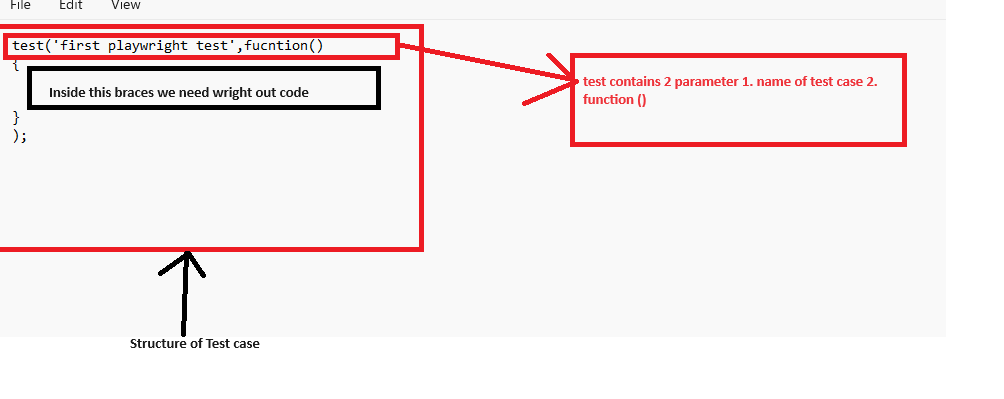 File Edit View
test('first playwright test',fucntion()
{
Inside this braces we need wright out code
}
);
test contains 2 parameter 1. name of test case 2.
function ()
Structure of Test case